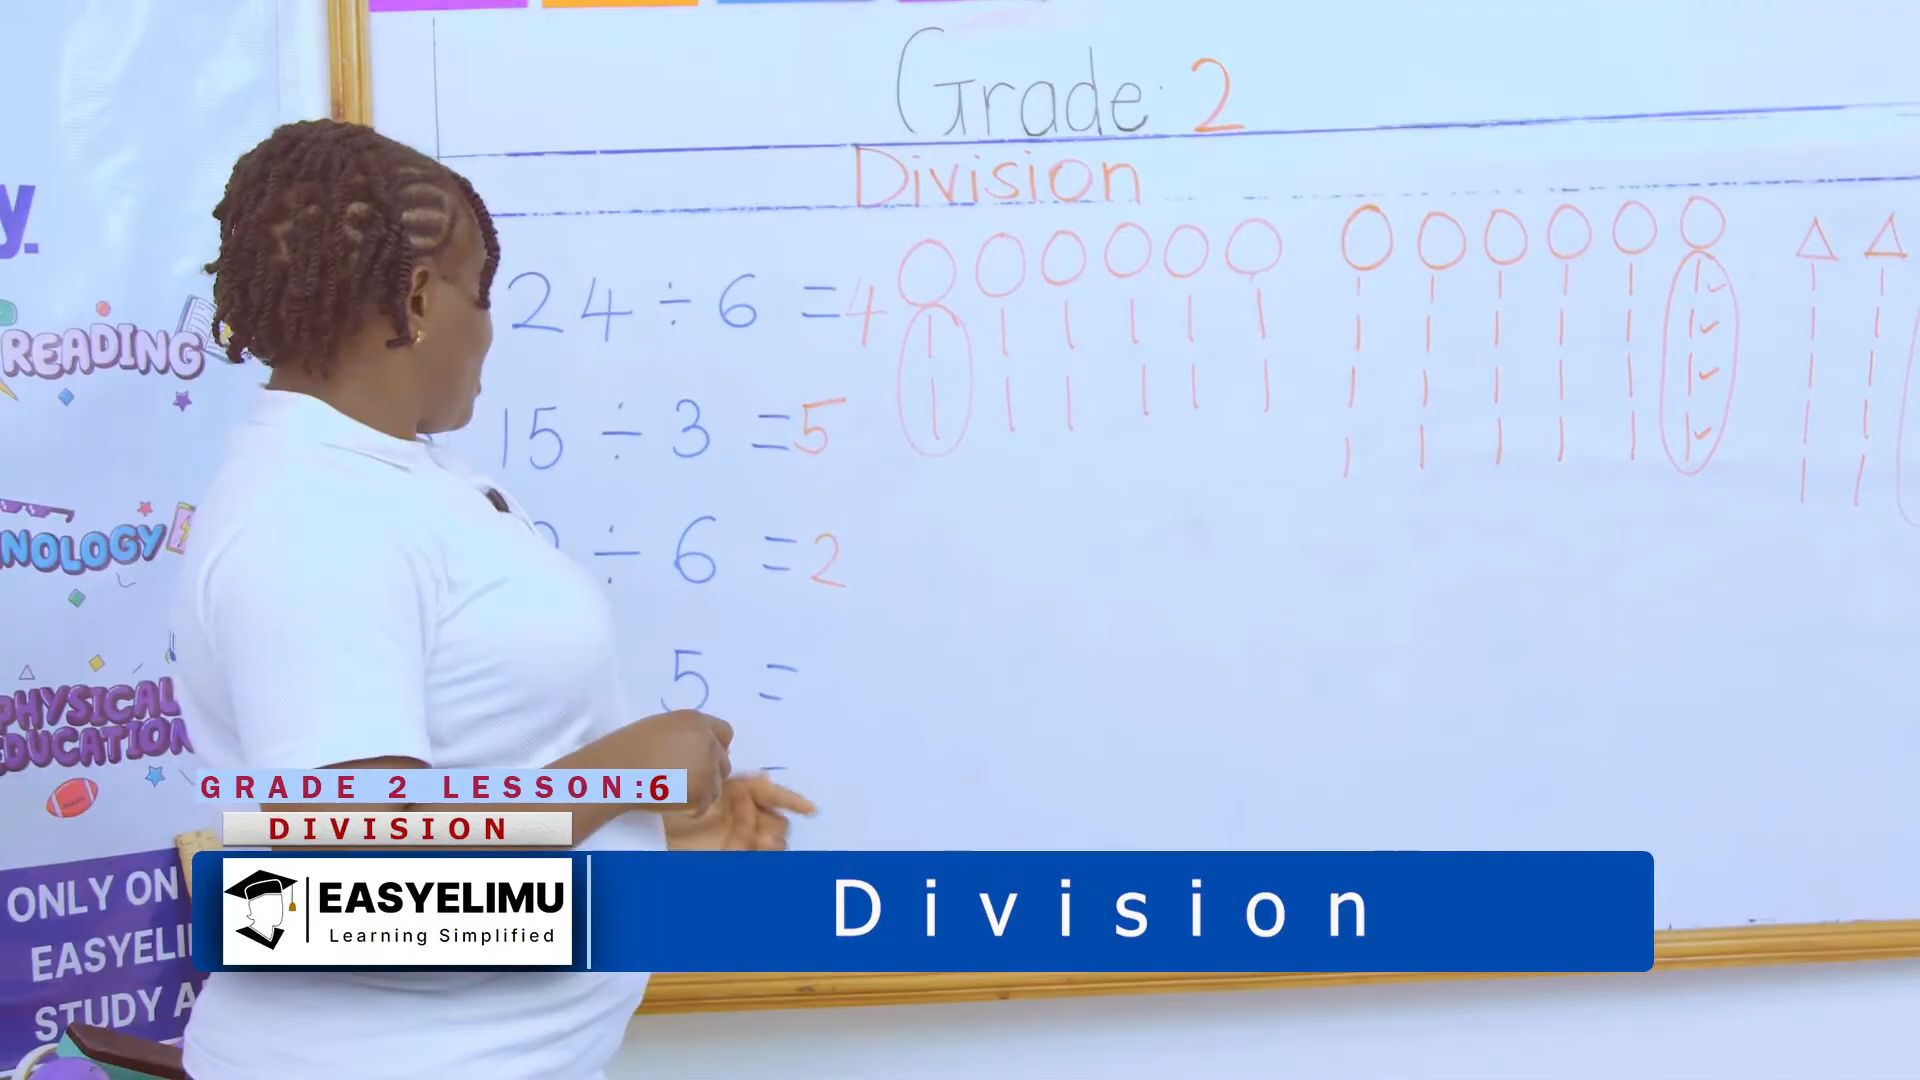 Grade 2
Division
24 ÷ 6 = 4
15 ÷ 3 = 5
÷ 6 = 2
5 =
y.
READING
NOLOGY
PHYSICAL
EDUCATION
ONLY ON
EASYELI
STUDY A
GRADE 2 LESSON:6
DIVISION
EASYELIMU
Learning Simplified
Division